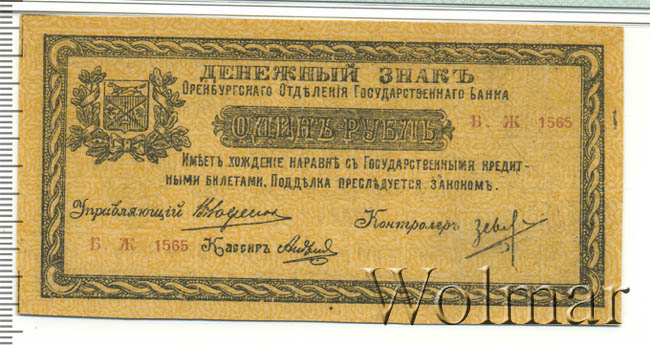 ДЕНЕЖНЫЙ ЗНАКЪ
ОРЕНБУРГСКАГО ОТДѢЛЕНІЯ ГОСУДАРСТВЕННАГО БАНКА
ОДИНЪ РУБЛЬ
Б. Ж 1565
ИМѢЕТЪ ХОЖДЕНІЕ НАРАВНѢ СЪ ГОСУДАРСТВЕННЫМИ КРЕДИТ-
НЫМИ БИЛЕТАМИ. ПОДДѢЛКА ПРЕСЛѢДУЕТСЯ ЗАКОНОМЪ.
Управляющій
Контролеръ
Б. Ж 1565 Кассиръ
Wolmar